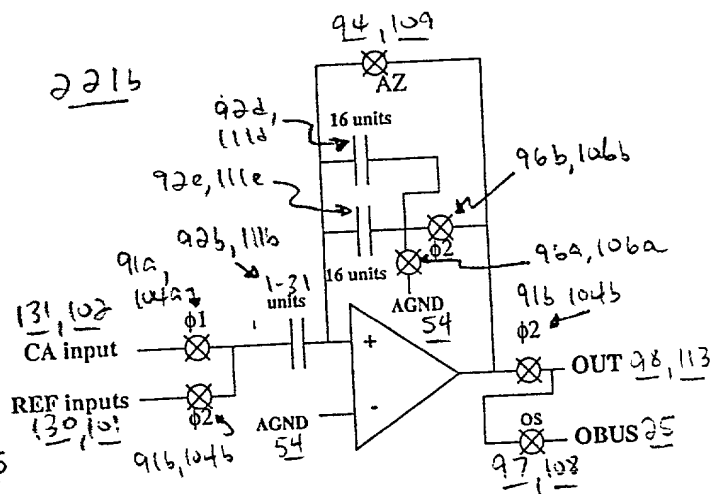 94, 109
AZ
221b
92d,
111d
16 units
92e, 111e
96b, 106b
φ2
92b, 111b
16 units
96a, 106a
91a,
104a
1-31
units
AGND
54
91b 104b
φ2
131, 102
φ1
CA input
+
OUT 98, 113
REF inputs
130, 101
φ2
-
AGND
54
os
OBUS 25
91b, 104b
97, 108